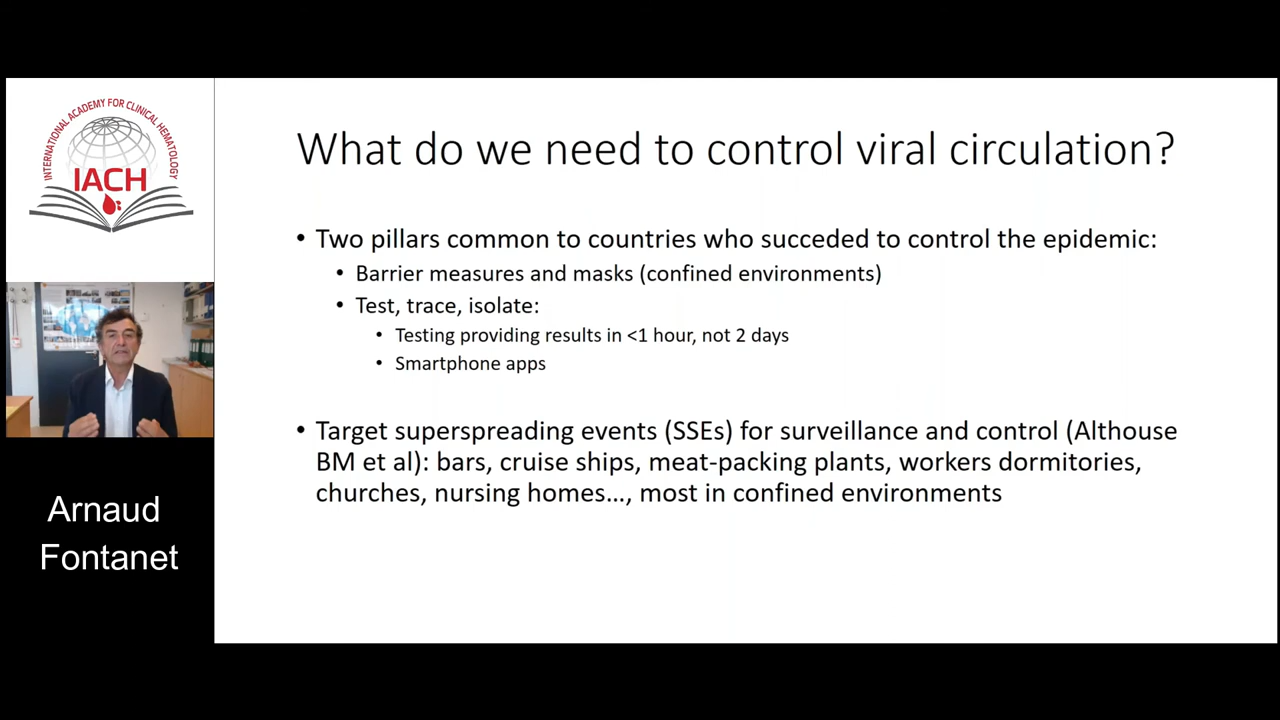 INTERNATIONAL ACADEMY FOR CLINICAL HEMATOLOGY
IACH
Arnaud
Fontanet
What do we need to control viral circulation?
• Two pillars common to countries who succeded to control the epidemic:
• Barrier measures and masks (confined environments)
• Test, trace, isolate:
• Testing providing results in <1 hour, not 2 days
• Smartphone apps
• Target superspreading events (SSEs) for surveillance and control (Althouse
BM et al): bars, cruise ships, meat-packing plants, workers dormitories,
churches, nursing homes…, most in confined environments